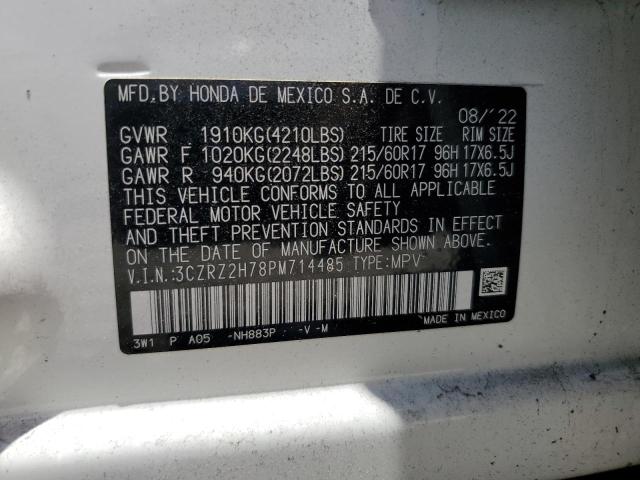 MFD. BY HONDA DE MEXICO S.A. DE C.V.
08/'22
GVWR 1910KG(4210LBS) TIRE SIZE RIM SIZE
GAWR F 1020KG(2248LBS) 215/60R17 96H 17X6.5J
GAWR R 940KG(2072LBS) 215/60R17 96H 17X6.5J
THIS VEHICLE CONFORMS TO ALL APPLICABLE
FEDERAL MOTOR VEHICLE SAFETY
AND THEFT PREVENTION STANDARDS IN EFFECT
ON THE DATE OF MANUFACTURE SHOWN ABOVE.
V.I.N.:3CZRZ2H78PM714485 TYPE:MPV
3W1 P A05 -NH883P -V -M
MADE IN MEXICO